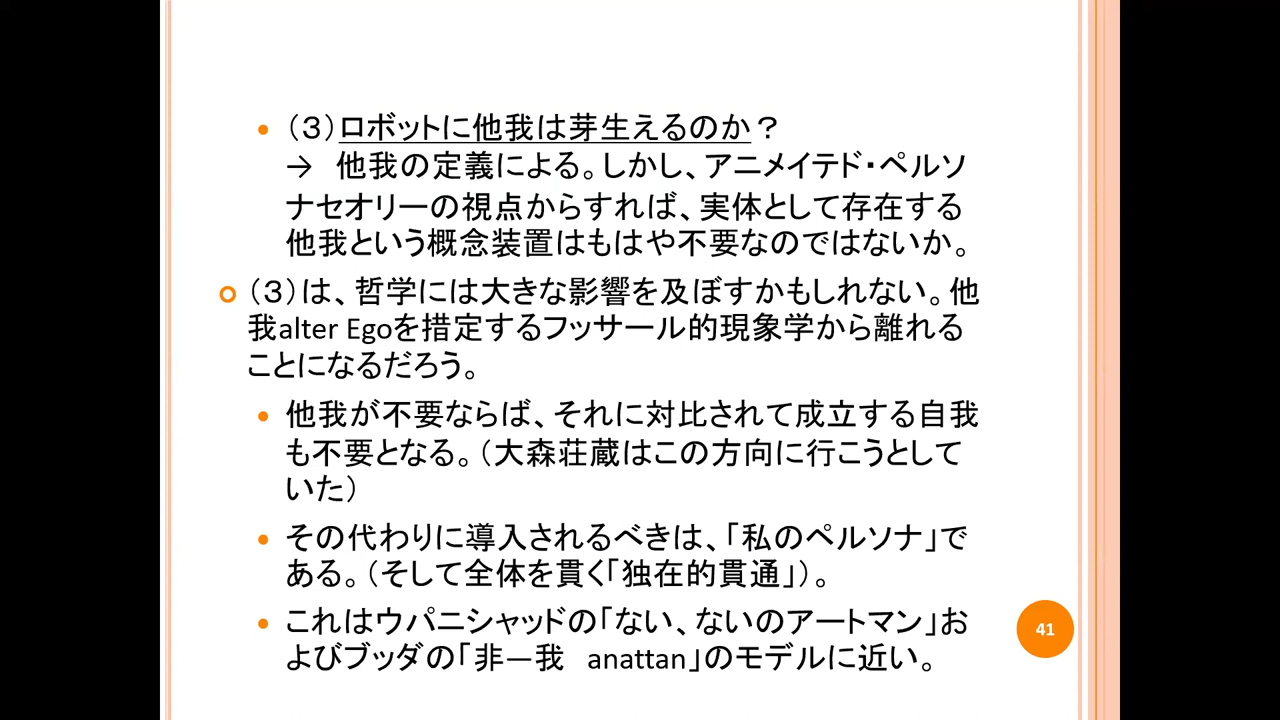 • （３）ロボットに他我は芽生えるのか？
→　他我の定義による。しかし、アニメイテド・ペルソ
ナセオリーの視点からすれば、実体として存在する
他我という概念装置はもはや不要なのではないか。
（３）は、哲学には大きな影響を及ぼすかもしれない。他
我alter Egoを措定するフッサール的現象学から離れる
ことになるだろう。
• 他我が不要ならば、それに対比されて成立する自我
も不要となる。（大森荘蔵はこの方向に行こうとして
いた）
• その代わりに導入されるべきは、「私のペルソナ」で
ある。（そして全体を貫く「独在的貫通」）。
• これはウパニシャッドの「ない、ないのアートマン」お
よびブッダの「非―我　anattan」のモデルに近い。
41